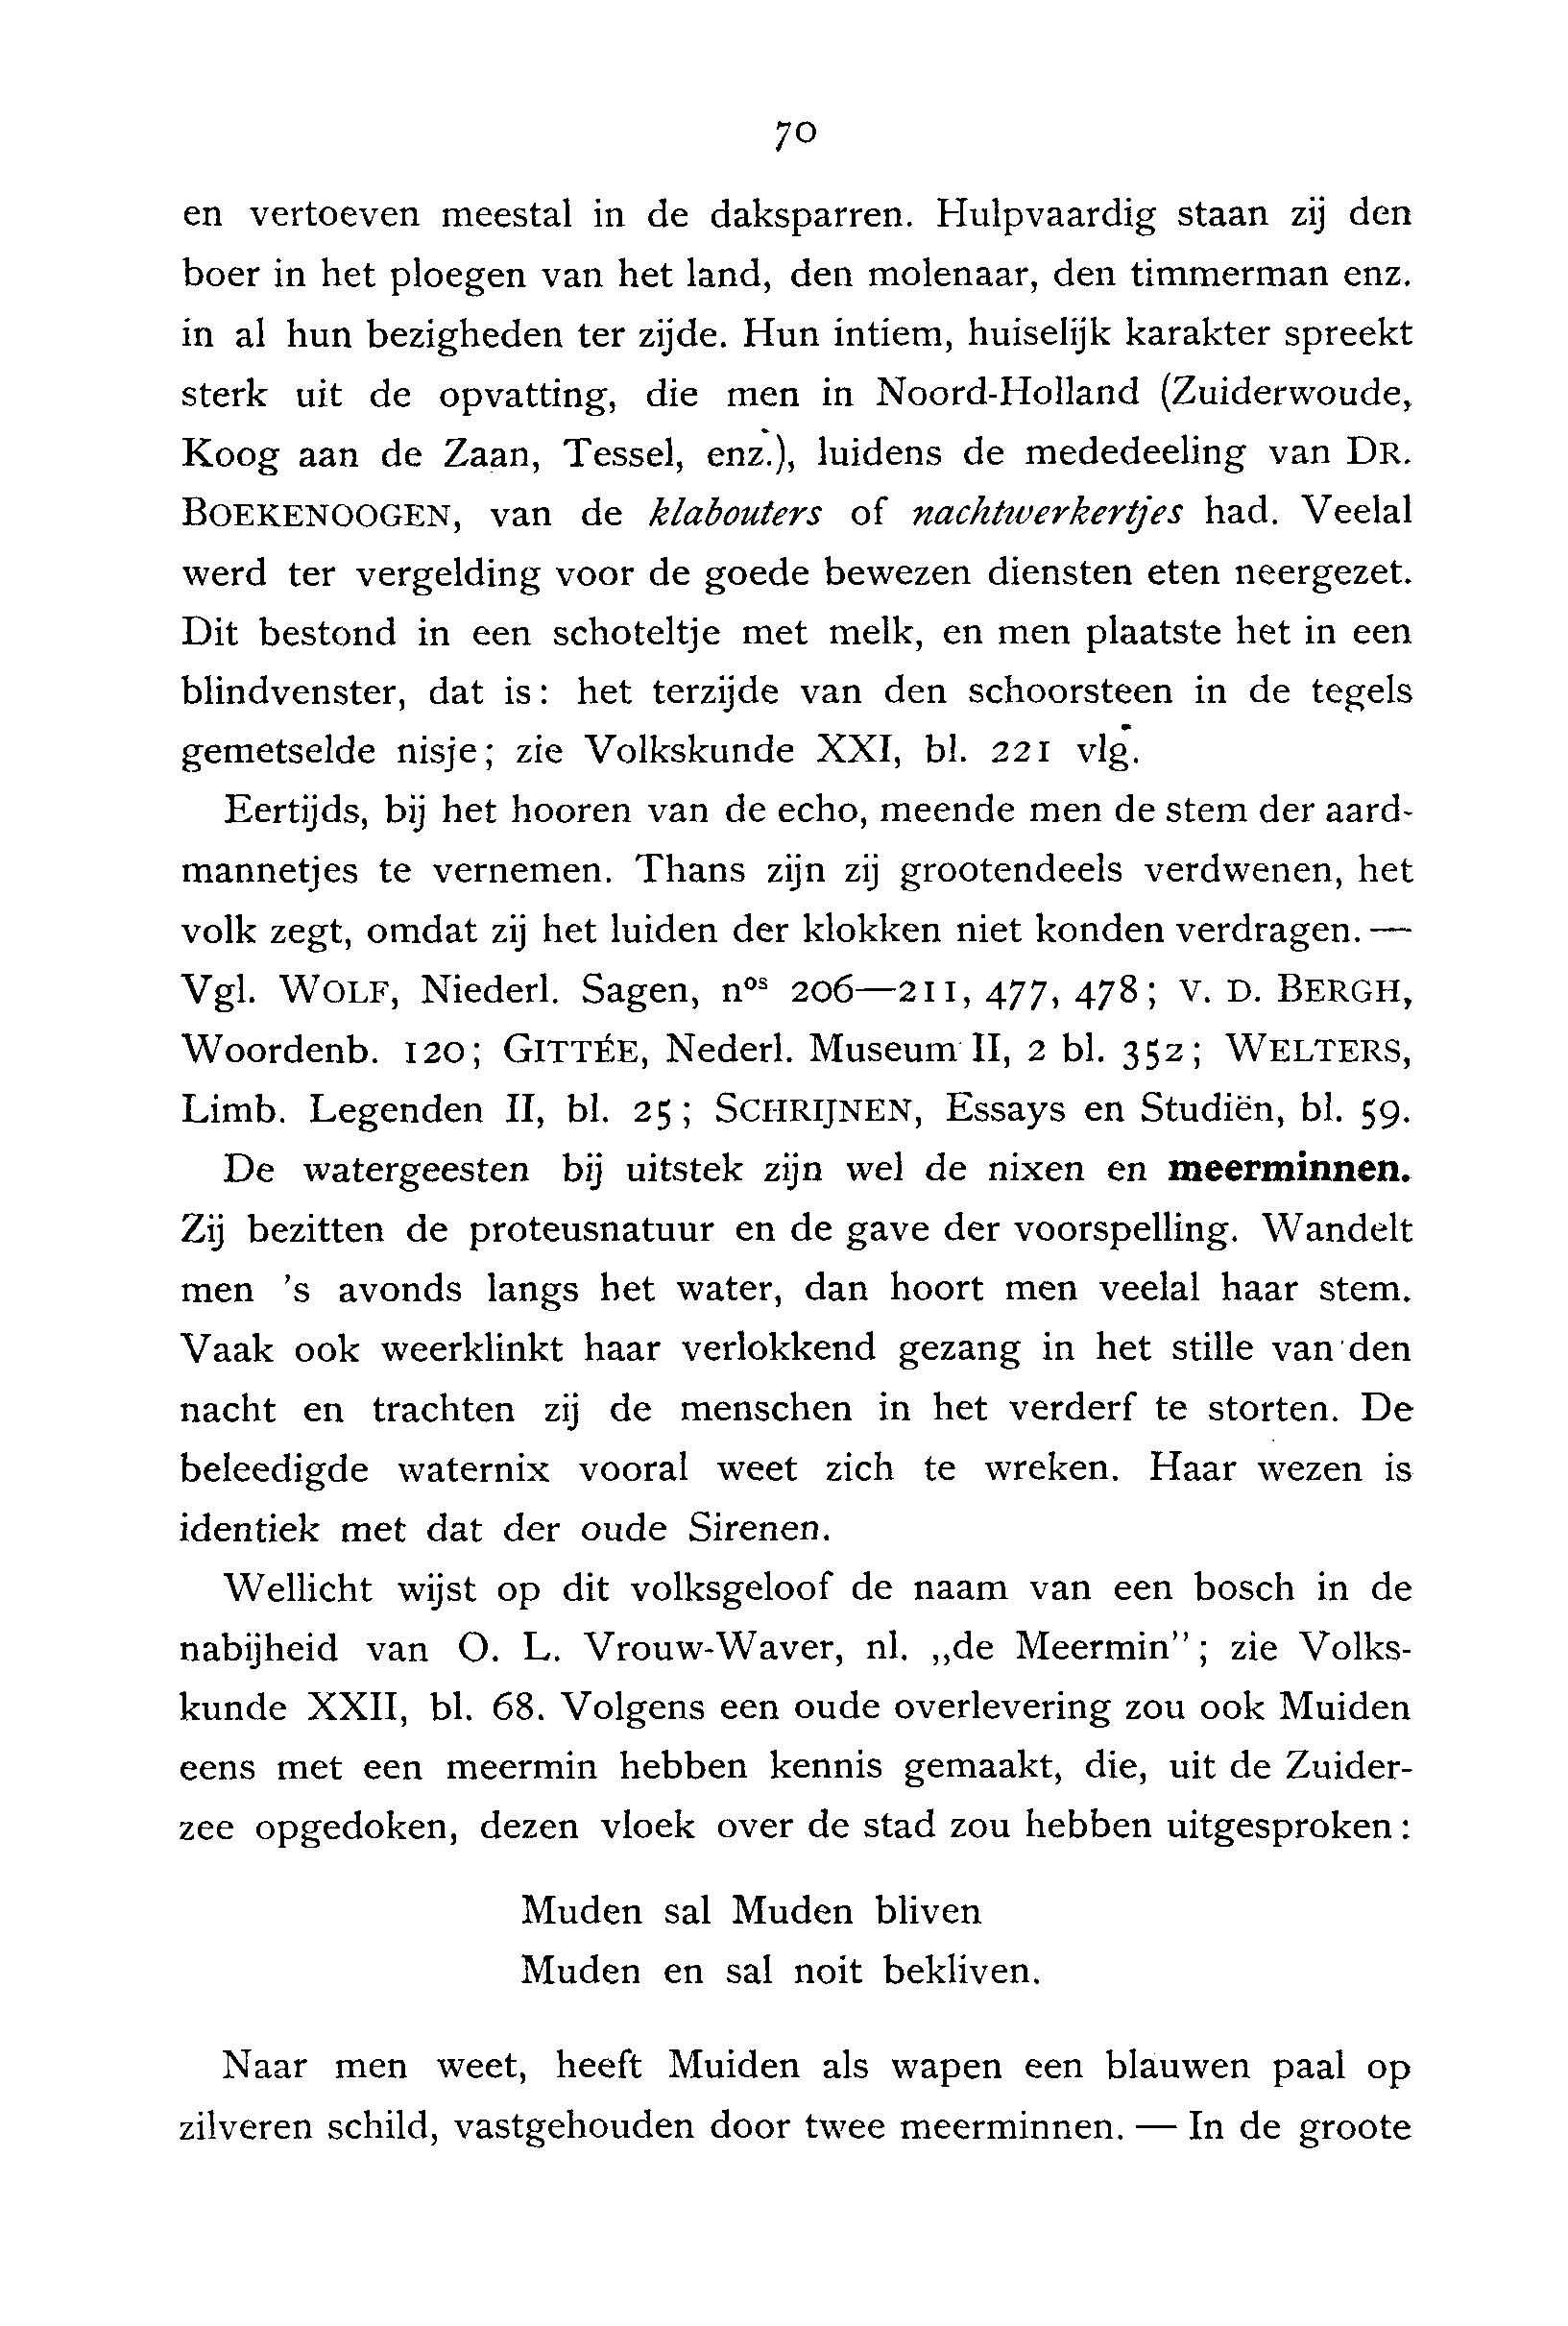 70
en vertoeven meestal in de daksparren. Hulpvaardig staan zij den
boer in het ploegen van het land, den molenaar, den timmerman enz.
in al hun bezigheden ter zijde. Hun intiem, huiselijk karakter spreekt
sterk uit de opvatting, die men in Noord-Holland (Zuiderwoude,
Koog aan de Zaan, Tessel, enz.), luidens de mededeeling van DR.
BOEKENOOGEN, van de klabouters of nachtwerkertjes had. Veelal
werd ter vergelding voor de goede bewezen diensten eten neergezet.
Dit bestond in een schoteltje met melk, en men plaatste het in een
blindvenster, dat is: het terzijde van den schoorsteen in de tegels
gemetselde nisje; zie Volkskunde XXI, bl. 221 vlg.
Eertijds, bij het hooren van de echo, meende men de stem der aard-
mannetjes te vernemen. Thans zijn zij grootendeels verdwenen, het
volk zegt, omdat zij het luiden der klokken niet konden verdragen. —
Vgl. WOLF, Niederl. Sagen, nos 206—211, 477, 478; V. D. BERGH,
Woordenb. 120; GITTÉE, Nederl. Museum II, 2 bl. 352; WELTERS,
Limb. Legenden II, bl. 25; SCHRIJNEN, Essays en Studiën, bl. 59.
De watergeesten bij uitstek zijn wel de nixen en meerminnen.
Zij bezitten de proteusnatuur en de gave der voorspelling. Wandelt
men 's avonds langs het water, dan hoort men veelal haar stem.
Vaak ook weerklinkt haar verlokkend gezang in het stille van den
nacht en trachten zij de menschen in het verderf te storten. De
beleedigde waternix vooral weet zich te wreken. Haar wezen is
identiek met dat der oude Sirenen.
Wellicht wijst op dit volksgeloof de naam van een bosch in de
nabijheid van O. L. Vrouw-Waver, nl. „de Meermin”; zie Volks-
kunde XXII, bl. 68. Volgens een oude overlevering zou ook Muiden
eens met een meermin hebben kennis gemaakt, die, uit de Zuider-
zee opgedoken, dezen vloek over de stad zou hebben uitgesproken:
Muden sal Muden bliven
Muden en sal noit bekliven.
Naar men weet, heeft Muiden als wapen een blauwen paal op
zilveren schild, vastgehouden door twee meerminnen. — In de groote